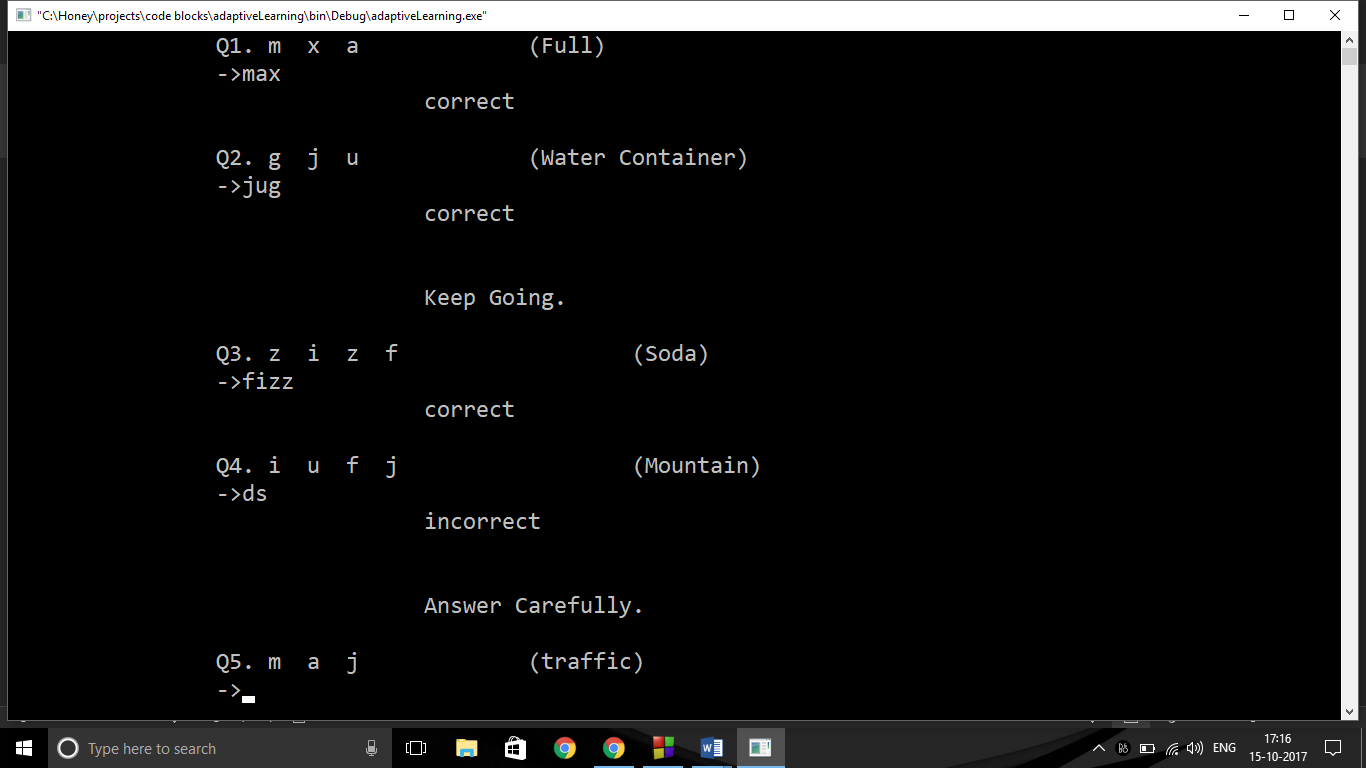 "C:\Honey\projects\code blocks\adaptiveLearning\bin\Debug\adaptiveLearning.exe"
Q1. m x a (Full)
->max
correct
Q2. g j u (Water Container)
->jug
correct
Keep Going.
Q3. z i z f (Soda)
->fizz
correct
Q4. i u f j (Mountain)
->ds
incorrect
Answer Carefully.
Q5. m a j (traffic)
->
Type here to search
ENG
17:16
15-10-2017